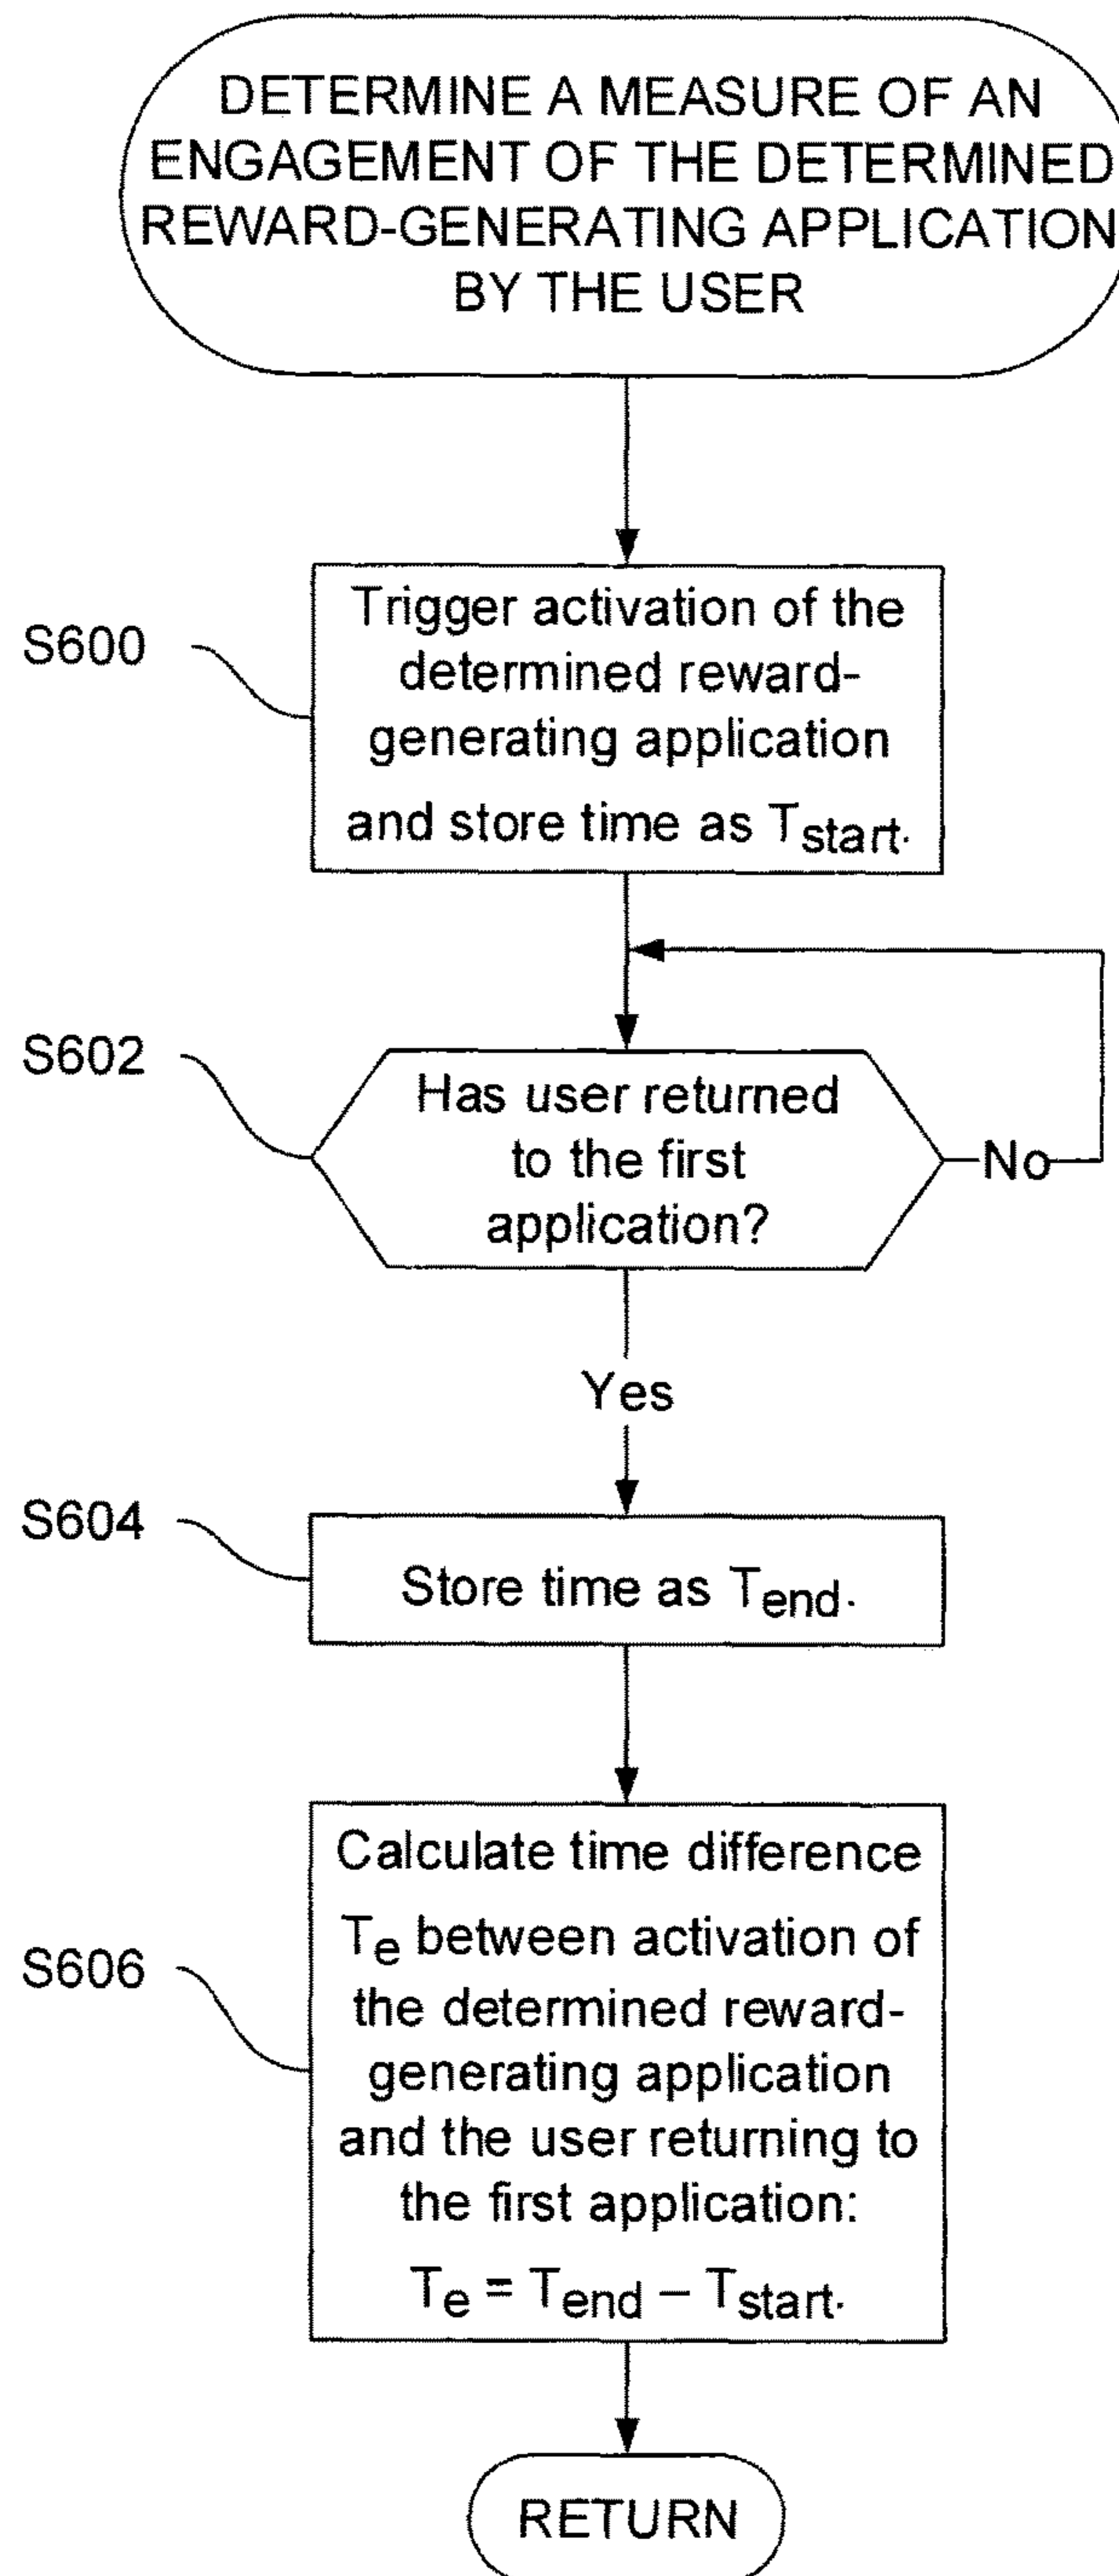 DETERMINE A MEASURE OF AN
ENGAGEMENT OF THE DETERMINED
REWARD-GENERATING APPLICATION
BY THE USER
S600
Trigger activation of the
determined reward-
generating application
and store time as Tstart.
S602
Has user returned
to the first
application?
No
Yes
S604
Store time as Tend.
S606
Calculate time difference
Te between activation of
the determined reward-
generating application
and the user returning to
the first application:
Te = Tend – Tstart.
RETURN